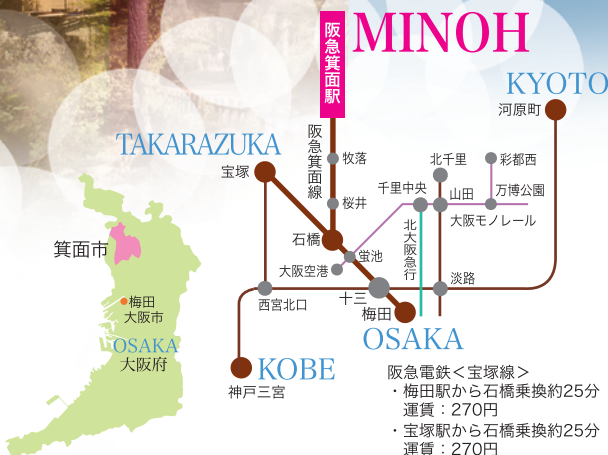 阪急箕面駅
MINOH
KYOTO
河原町
阪急箕面線
TAKARAZUKA
宝塚
牧落
北千里
彩都西
千里中央
山田
万博公園
桜井
大阪モノレール
石橋
北大阪急行
箕面市
蛍池
大阪空港
淡路
十三
西宮北口
梅田
大阪市
梅田
OSAKA
OSAKA
大阪府
KOBE
神戸三宮
阪急電鉄＜宝塚線＞
・梅田駅から石橋乗換約25分
運賃：270円
・宝塚駅から石橋乗換約25分
運賃：270円